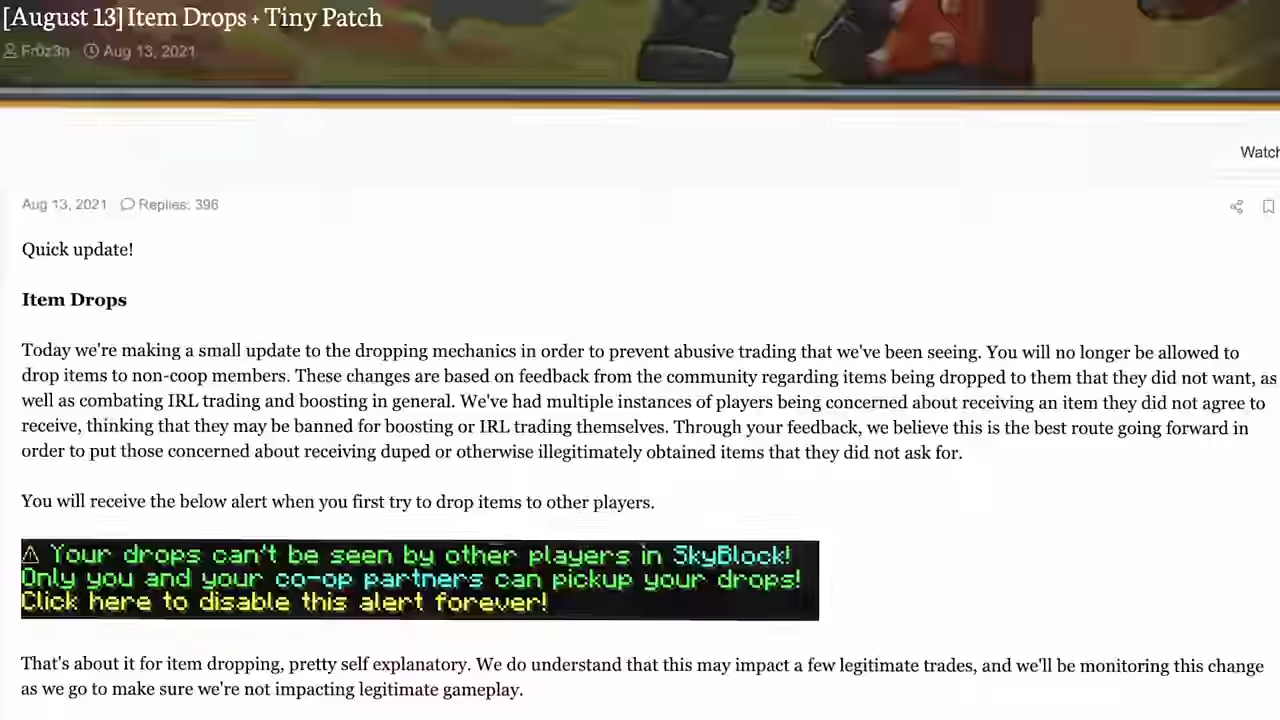 [August 13] Item Drops + Tiny Patch
Fr0z3n Aug 13, 2021
Watch
Aug 13, 2021 Replies: 396
Quick update!
Item Drops
Today we're making a small update to the dropping mechanics in order to prevent abusive trading that we've been seeing. You will no longer be allowed to
drop items to non-coop members. These changes are based on feedback from the community regarding items being dropped to them that they did not want, as
well as combating IRL trading and boosting in general. We've had multiple instances of players being concerned about receiving an item they did not agree to
receive, thinking that they may be banned for boosting or IRL trading themselves. Through your feedback, we believe this is the best route going forward in
order to put those concerned about receiving duped or otherwise illegitimately obtained items that they did not ask for.
You will receive the below alert when you first try to drop items to other players.
⚠ Your drops can't be seen by other players in SkyBlock!
Only you and your co-op partners can pickup your drops!
Click here to disable this alert forever!
That's about it for item dropping, pretty self explanatory. We do understand that this may impact a few legitimate trades, and we'll be monitoring this change
as we go to make sure we're not impacting legitimate gameplay.